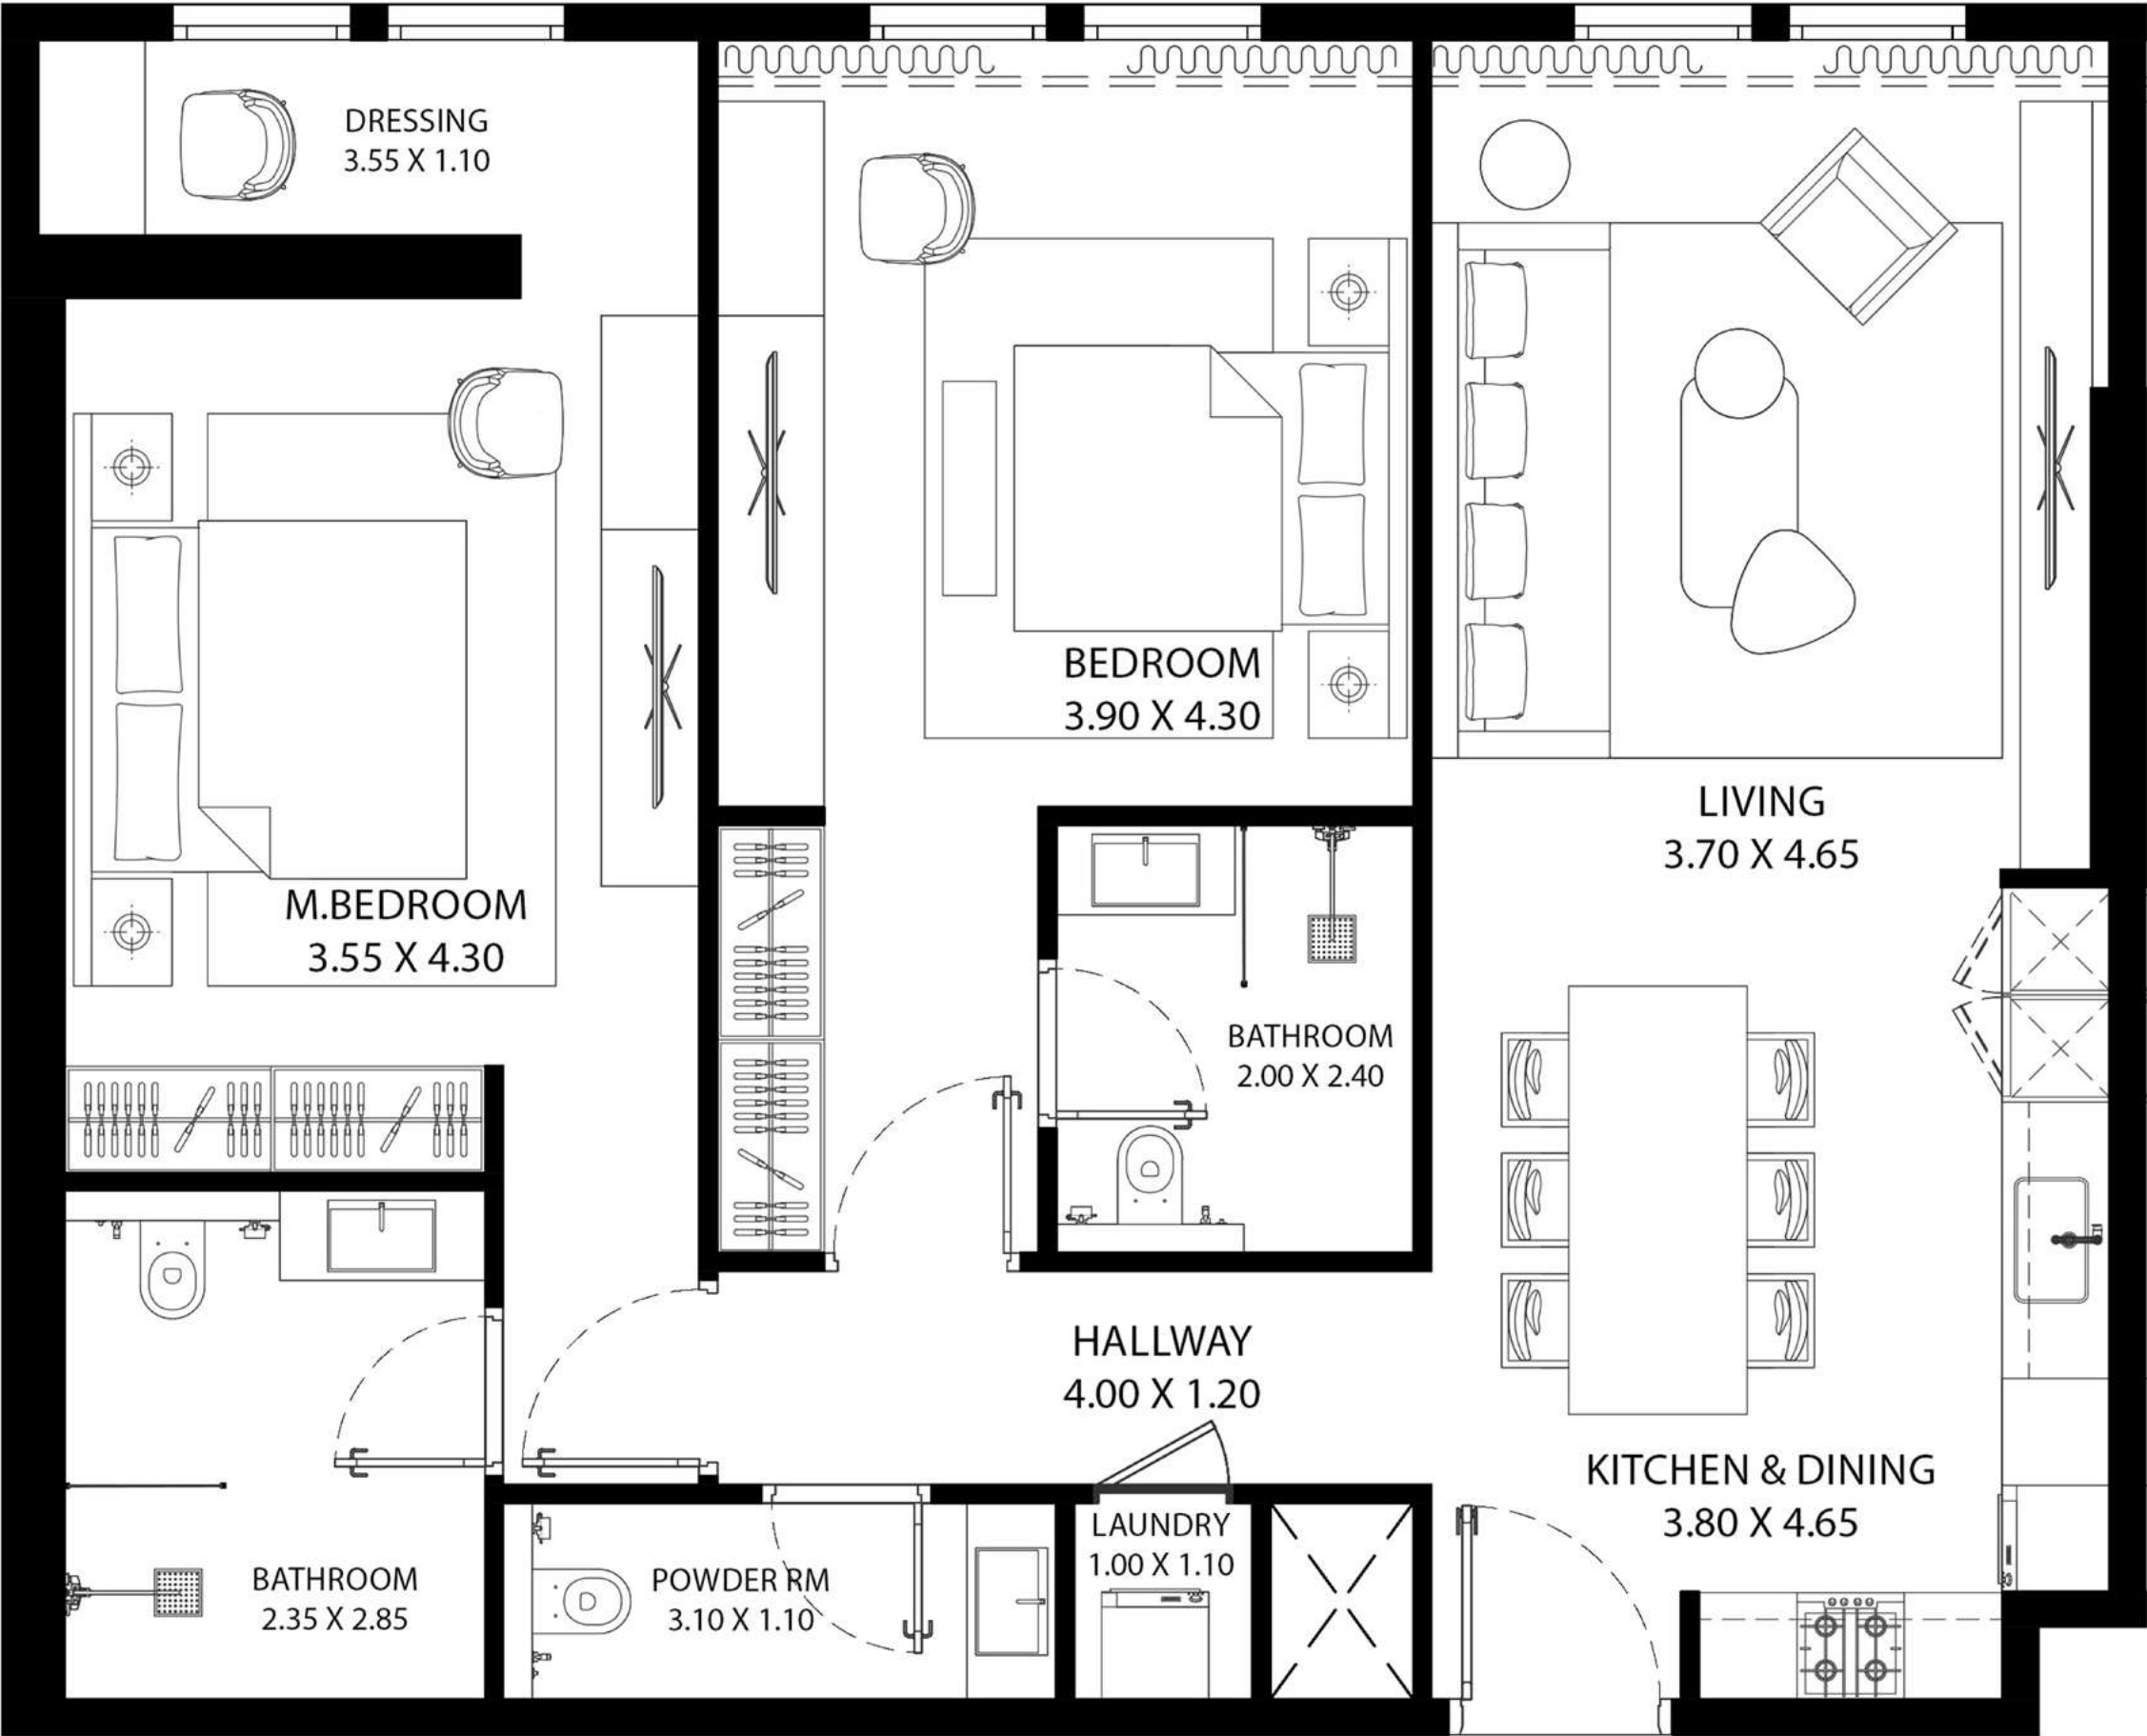 DRESSING
3.55 X 1.10
BEDROOM
3.90 X 4.30
LIVING
3.70 X 4.65
M.BEDROOM
3.55 X 4.30
BATHROOM
2.00 X 2.40
HALLWAY
4.00 X 1.20
KITCHEN & DINING
3.80 X 4.65
LAUNDRY
1.00 X 1.10
BATHROOM
2.35 X 2.85
POWDER RM
3.10 X 1.10